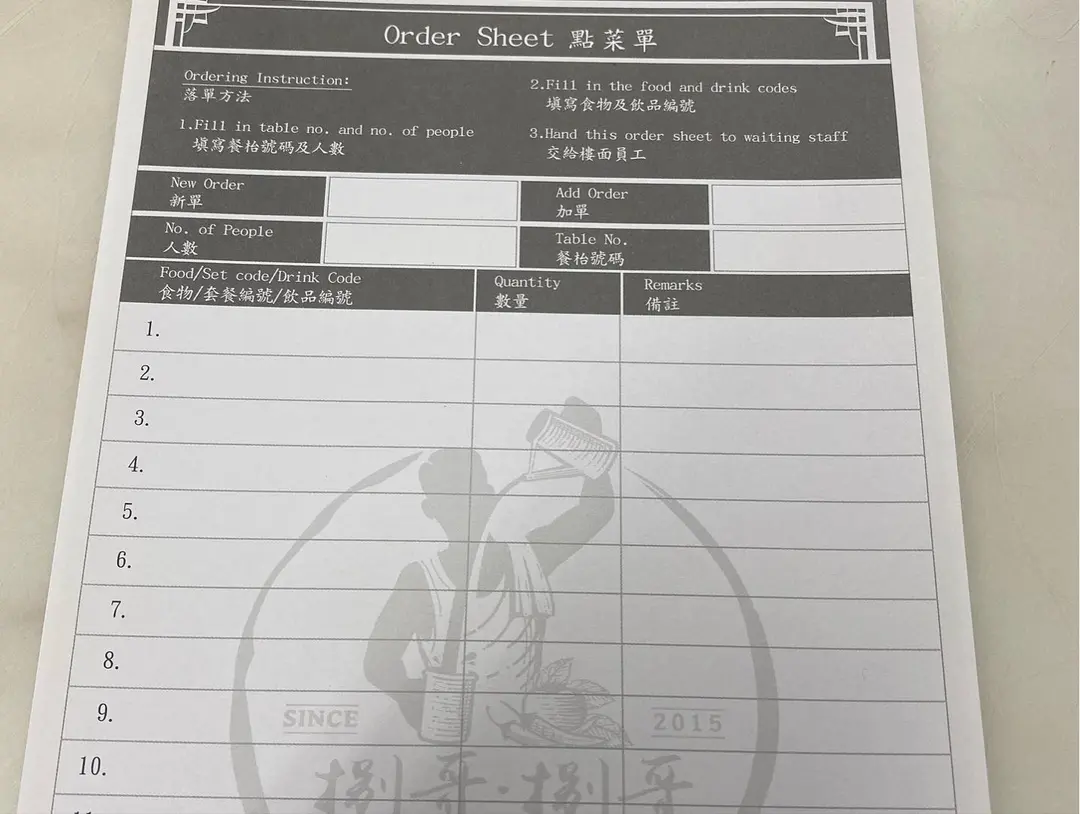 Order Sheet 點菜單
Ordering Instruction:
落單方法
1.Fill in table no. and no. of people
填寫餐枱號碼及人數
2.Fill in the food and drink codes
填寫食物及飲品編號
3.Hand this order sheet to waiting staff
交給樓面員工
New Order
新單
Add Order
加單
No. of People
人數
Table No.
餐枱號碼
Food/Set code/Drink Code
食物/套餐編號/飲品編號
Quantity
數量
Remarks
備註
1.
2.
3.
4.
5.
6.
7.
8.
9.
10.
SINCE
2015
捌哥·捌哥